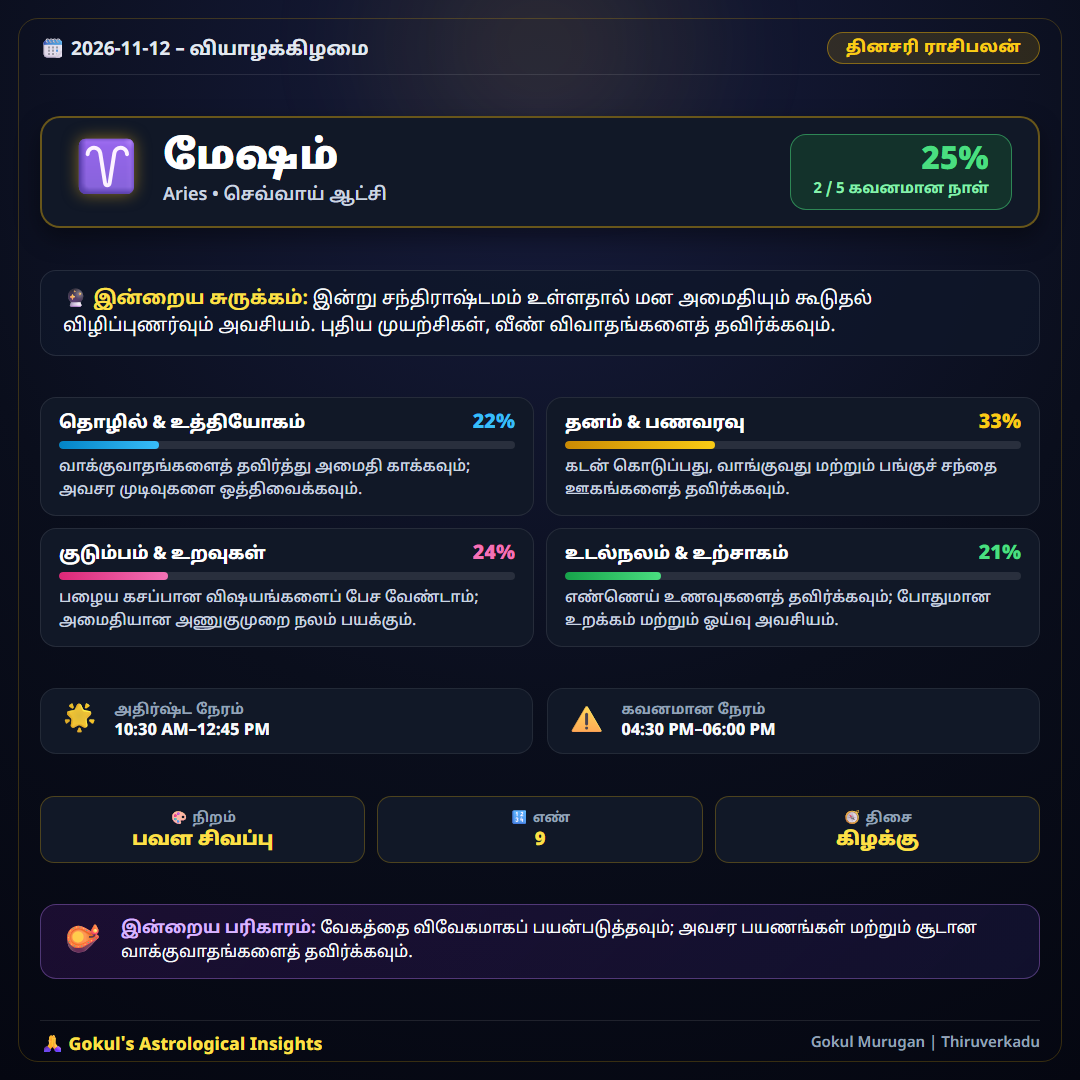 2026-11-12 – வியாழக்கிழமை
தினசரி ராசிபலன்
மேஷம்
Aries • செவ்வாய் ஆட்சி
25%
2 / 5 கவனமான நாள்
இன்றைய சுருக்கம்: இன்று சந்திராஷ்டமம் உள்ளதால் மன அமைதியும் கூடுதல்
விழிப்புணர்வும் அவசியம். புதிய முயற்சிகள், வீண் விவாதங்களைத் தவிர்க்கவும்.
தொழில் & உத்தியோகம் 22%
வாக்குவாதங்களைத் தவிர்த்து அமைதி காக்கவும்;
அவசர முடிவுகளை ஒத்திவைக்கவும்.
தனம் & பணவரவு 33%
கடன் கொடுப்பது, வாங்குவது மற்றும் பங்குச் சந்தை
ஊகங்களைத் தவிர்க்கவும்.
குடும்பம் & உறவுகள் 24%
பழைய கசப்பான விஷயங்களைப் பேச வேண்டாம்;
அமைதியான அணுகுமுறை நலம் பயக்கும்.
உடல்நலம் & உற்சாகம் 21%
எண்ணெய் உணவுகளைத் தவிர்க்கவும்; போதுமான
உறக்கம் மற்றும் ஓய்வு அவசியம்.
அதிர்ஷ்ட நேரம்
10:30 AM–12:45 PM
கவனமான நேரம்
04:30 PM–06:00 PM
நிறம்
பவள சிவப்பு
எண்
9
திசை
கிழக்கு
இன்றைய பரிகாரம்: வேகத்தை விவேகமாகப் பயன்படுத்தவும்; அவசர பயணங்கள் மற்றும் சூடான
வாக்குவாதங்களைத் தவிர்க்கவும்.
Gokul's Astrological Insights
Gokul Murugan | Thiruverkadu